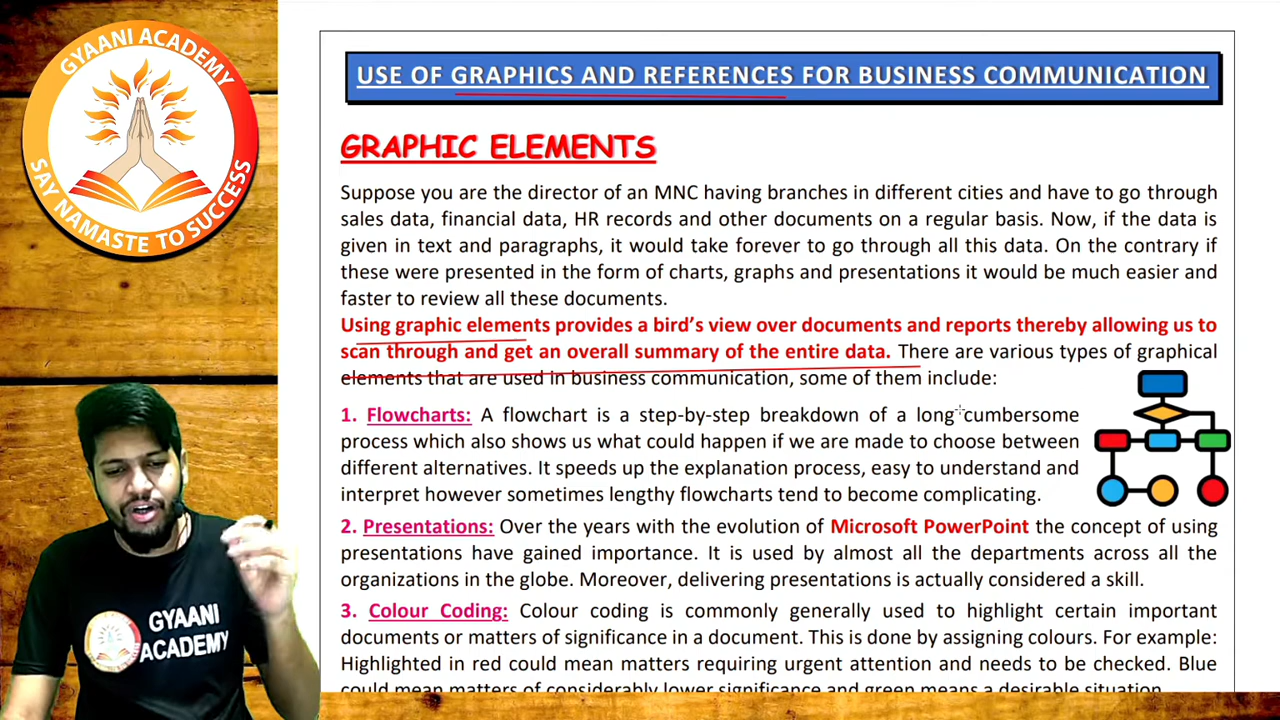 GYAANI ACADEMY
SAY NAMASTE TO SUCCESS
USE OF GRAPHICS AND REFERENCES FOR BUSINESS COMMUNICATION
GRAPHIC ELEMENTS
Suppose you are the director of an MNC having branches in different cities and have to go through
sales data, financial data, HR records and other documents on a regular basis. Now, if the data is
given in text and paragraphs, it would take forever to go through all this data. On the contrary if
these were presented in the form of charts, graphs and presentations it would be much easier and
faster to review all these documents.
Using graphic elements provides a bird’s view over documents and reports thereby allowing us to
scan through and get an overall summary of the entire data. There are various types of graphical
elements that are used in business communication, some of them include:
1. Flowcharts: A flowchart is a step-by-step breakdown of a long cumbersome
process which also shows us what could happen if we are made to choose between
different alternatives. It speeds up the explanation process, easy to understand and
interpret however sometimes lengthy flowcharts tend to become complicating.
2. Presentations: Over the years with the evolution of Microsoft PowerPoint the concept of using
presentations have gained importance. It is used by almost all the departments across all the
organizations in the globe. Moreover, delivering presentations is actually considered a skill.
3. Colour Coding: Colour coding is commonly generally used to highlight certain important
documents or matters of significance in a document. This is done by assigning colours. For example:
Highlighted in red could mean matters requiring urgent attention and needs to be checked. Blue
could mean matters of considerably lower significance and green means a desirable situation.
GYAANI
ACADEMY